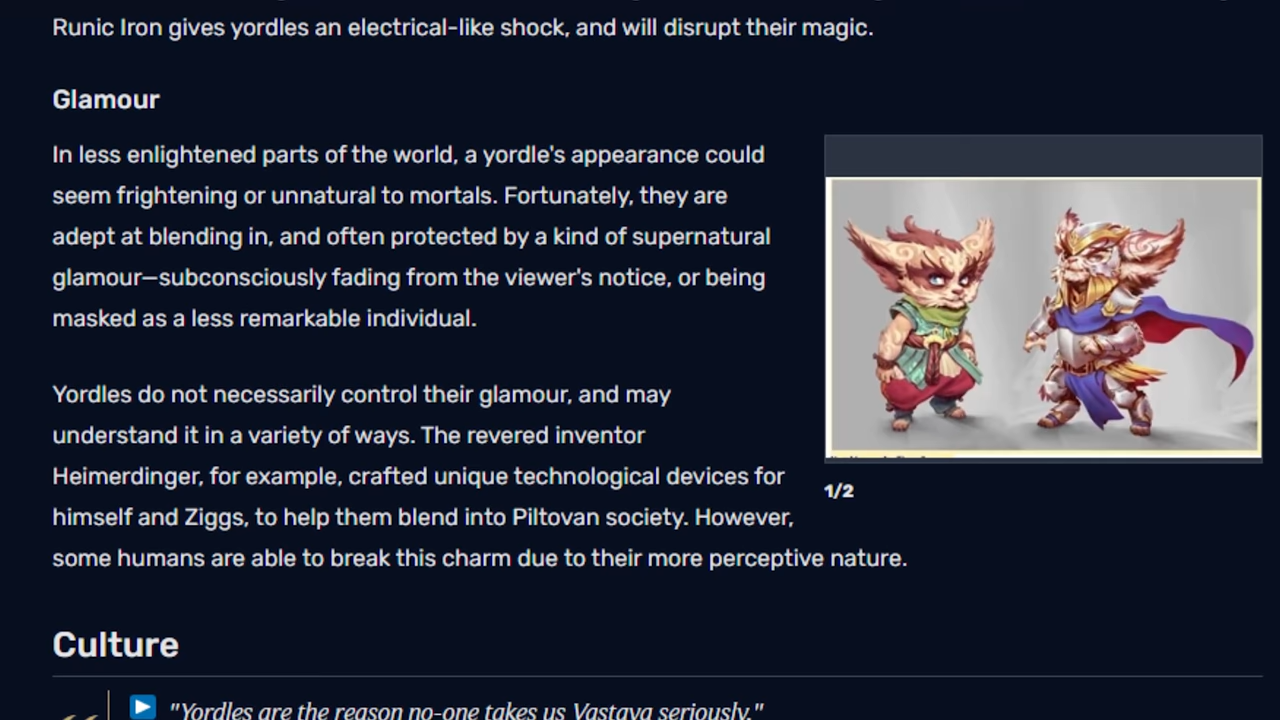 Runic Iron gives yordles an electrical-like shock, and will disrupt their magic.
Glamour
In less enlightened parts of the world, a yordle's appearance could
seem frightening or unnatural to mortals. Fortunately, they are
adept at blending in, and often protected by a kind of supernatural
glamour—subconsciously fading from the viewer's notice, or being
masked as a less remarkable individual.
1/2
Yordles do not necessarily control their glamour, and may
understand it in a variety of ways. The revered inventor
Heimerdinger, for example, crafted unique technological devices for
himself and Ziggs, to help them blend into Piltovan society. However,
some humans are able to break this charm due to their more perceptive nature.
Culture
"Yordles are the reason no-one takes us Vastaya seriously."